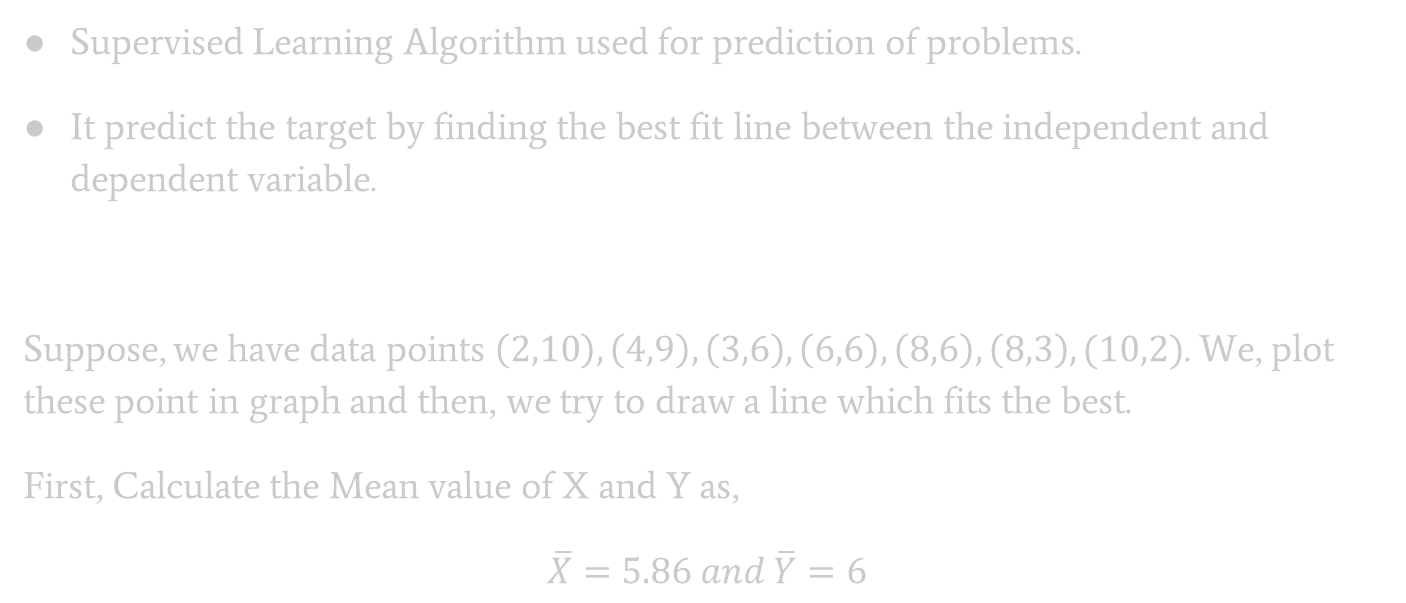 ● Supervised Learning Algorithm used for prediction of problems.
● It predict the target by finding the best fit line between the independent and
dependent variable.
Suppose, we have data points (2,10), (4,9), (3,6), (6,6), (8,6), (8,3), (10,2). We, plot
these point in graph and then, we try to draw a line which fits the best.
First, Calculate the Mean value of X and Y as,
X̅ = 5.86 and Y̅ = 6